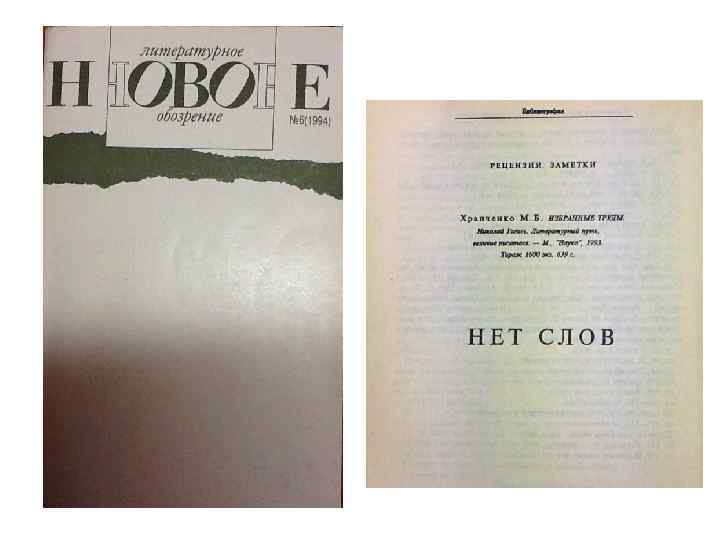 литературное
НОВОЕ
обозрение
№6(1994)
Библиография
РЕЦЕНЗИИ. ЗАМЕТКИ
Храпченко М. Б. ИЗБРАННЫЕ ТРУДЫ.
Николай Гоголь. Литературный путь,
величие писателя. — М., "Наука", 1993.
Тираж 1600 экз. 639 с.
НЕТ СЛОВ